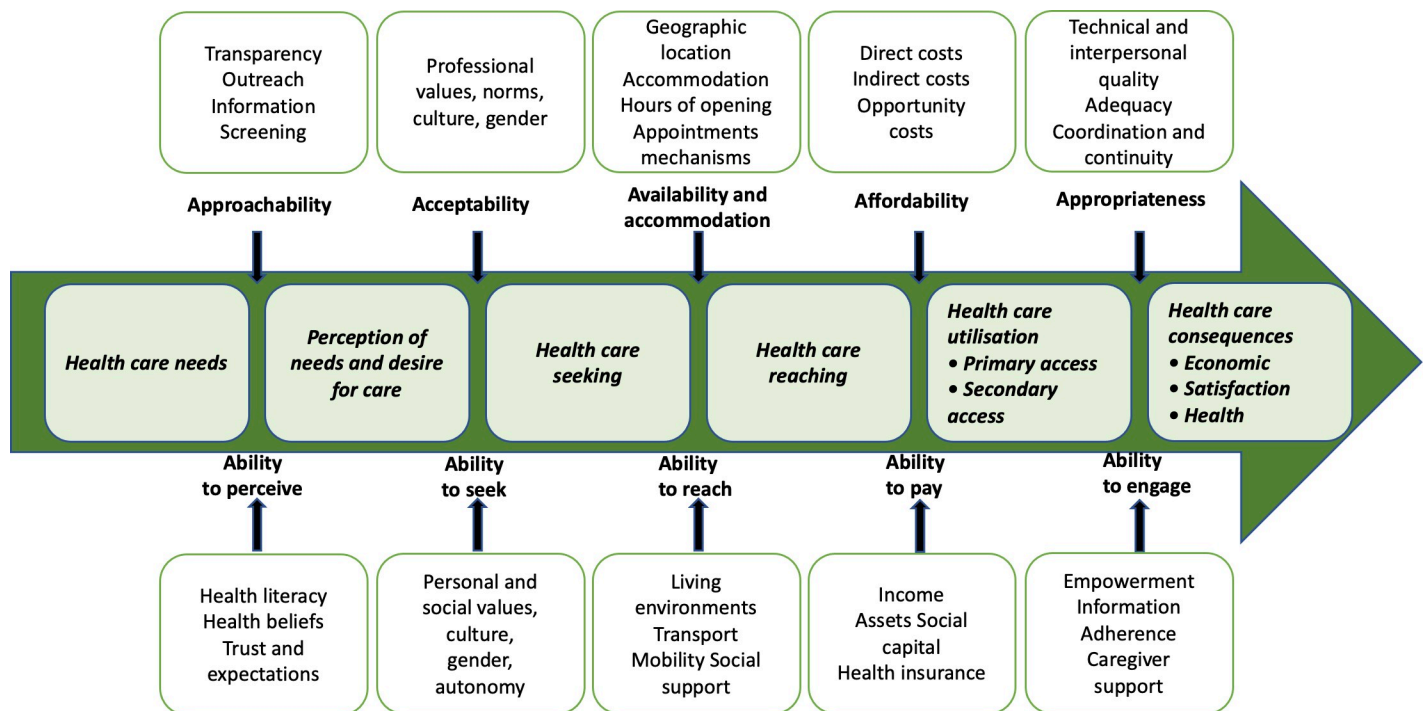 Transparency
Outreach
Information
Screening
Professional
values, norms,
culture, gender
Geographic
location
Accommodation
Hours of opening
Appointments
mechanisms
Direct costs
Indirect costs
Opportunity
costs
Technical and
interpersonal
quality
Adequacy
Coordination and
continuity
Approachability
Acceptability
Availability and
accommodation
Affordability
Appropriateness
Health care needs
Perception of
needs and desire
for care
Health care
seeking
Health care
reaching
Health care
utilisation
• Primary access
• Secondary
access
Health care
consequences
• Economic
• Satisfaction
• Health
Ability
to perceive
Ability
to seek
Ability
to reach
Ability
to pay
Ability
to engage
Health literacy
Health beliefs
Trust and
expectations
Personal and
social values,
culture,
gender,
autonomy
Living
environments
Transport
Mobility Social
support
Income
Assets Social
capital
Health insurance
Empowerment
Information
Adherence
Caregiver
support